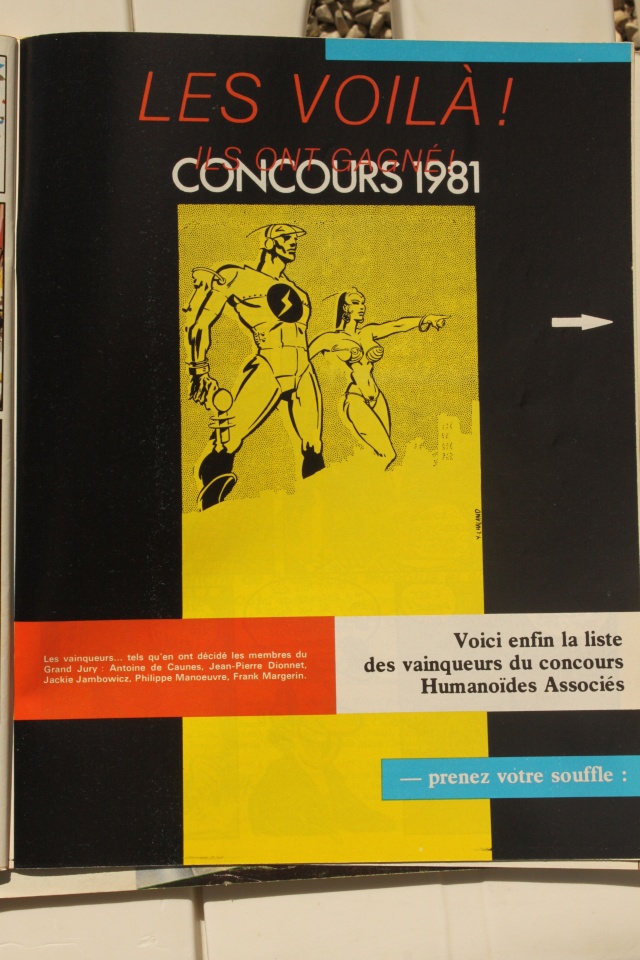 LES VOILÀ !
ILS ONT GAGNÉ !
CONCOURS 1981
Y. CHALAND
Les vainqueurs... tels qu'en ont décidé les membres du
Grand Jury : Antoine de Caunes, Jean-Pierre Dionnet,
Jackie Jambowicz, Philippe Manoeuvre, Frank Margerin.
Voici enfin la liste
des vainqueurs du concours
Humanoïdes Associés
— prenez votre souffle :